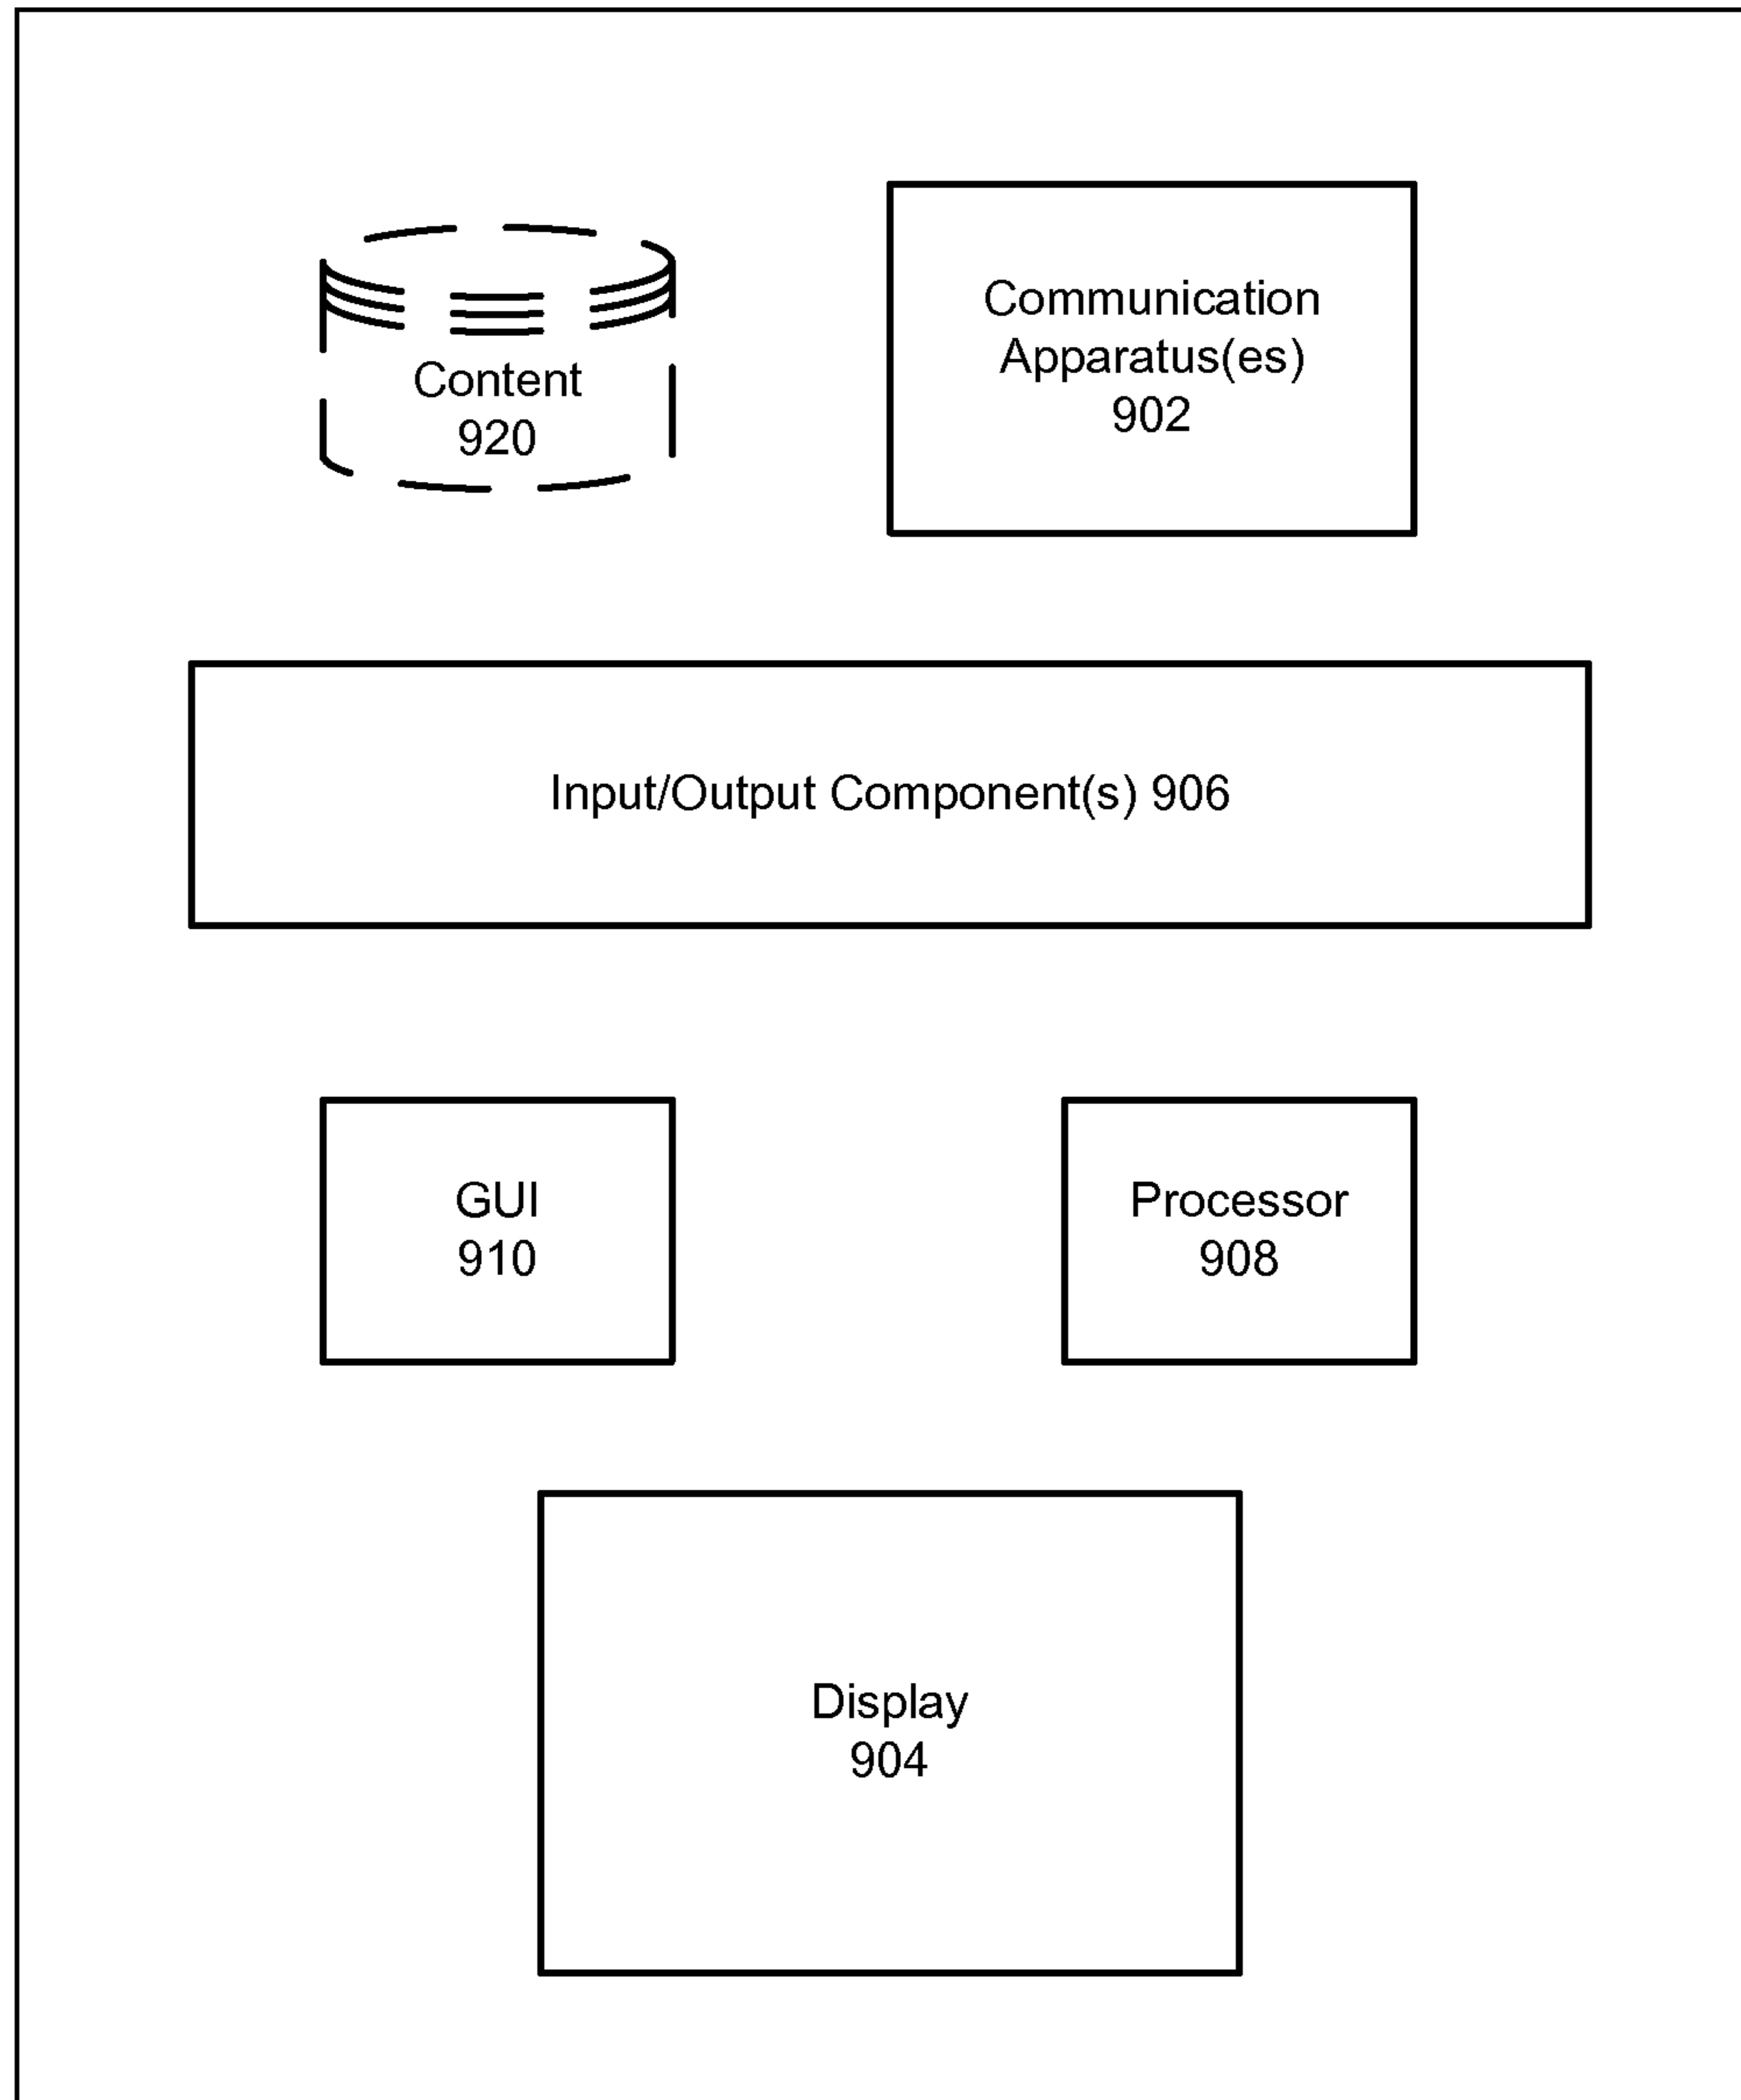 Content
920
Communication
Apparatus(es)
902
Input/Output Component(s) 906
GUI
910
Processor
908
Display
904